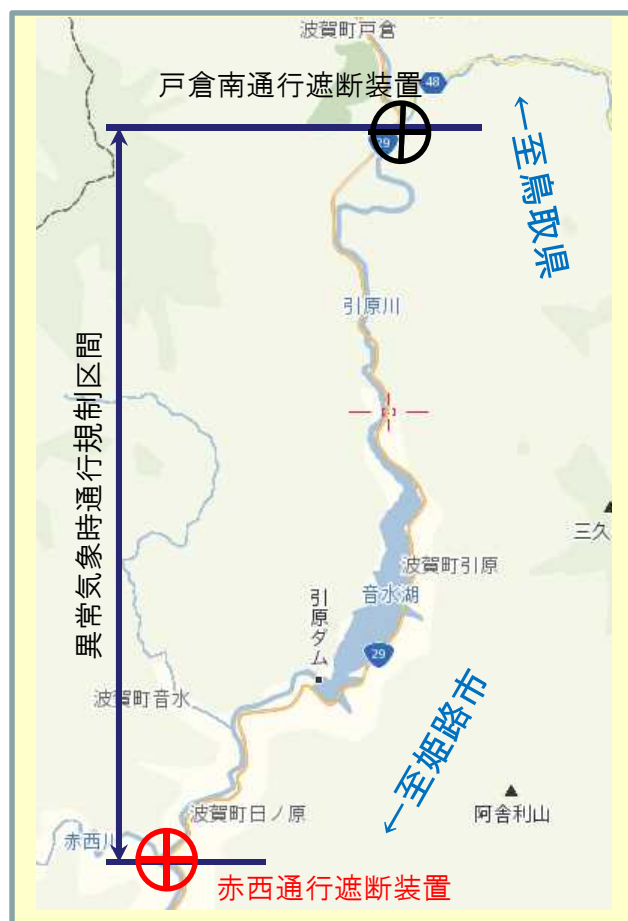 波賀町戸倉
戸倉南通行遮断装置
48
29
←至鳥取県
引原川
異常気象時通行規制区間
三久
波賀町引原
音水湖
引原ダム
29
波賀町音水
←至姫路市
波賀町日ノ原
阿舎利山
赤西川
赤西通行遮断装置